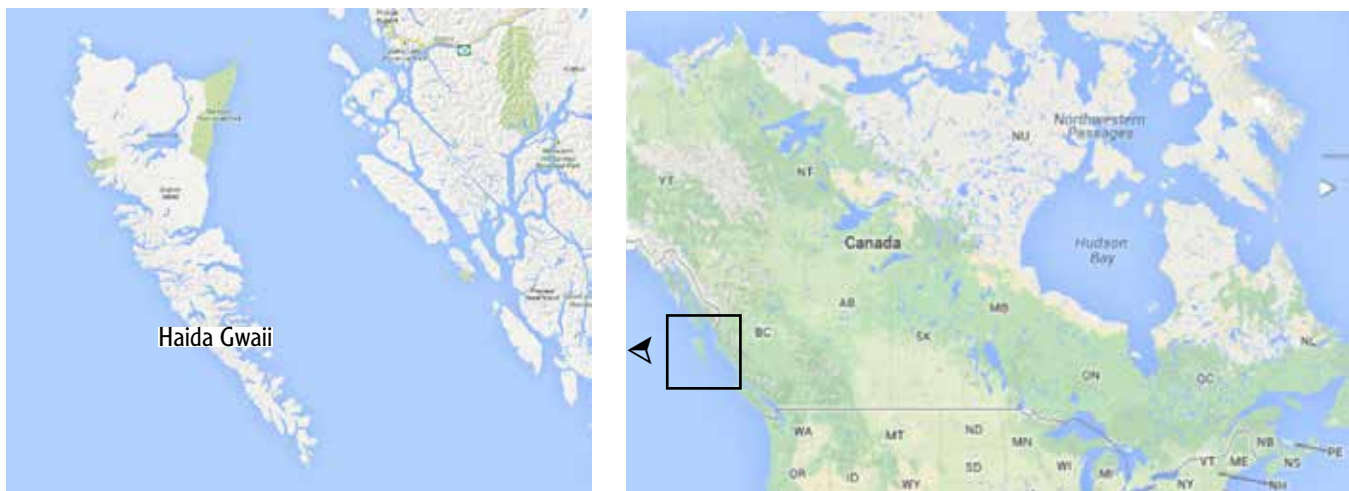 Haida Gwaii
Northwestern
Passages
NU
YT
NT
Canada
Hudson
Bay
AB
MB
BC
SK
NL
ON
QC
WA
MT
ND
MN
NB
PE
OR
ID
SD
WI
MI
VT
ME
NS
WY
NY
NH